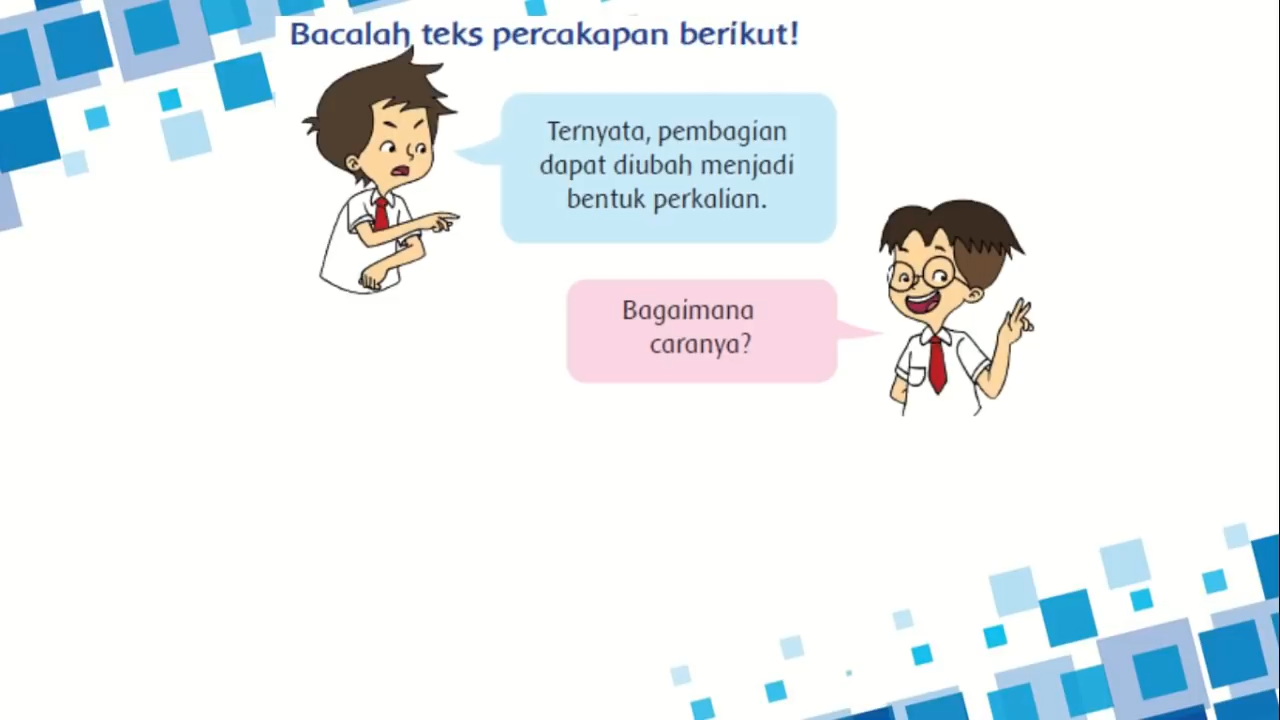 Bacalah teks percakapan berikut!
Ternyata, pembagian
dapat diubah menjadi
bentuk perkalian.
Bagaimana
caranya?